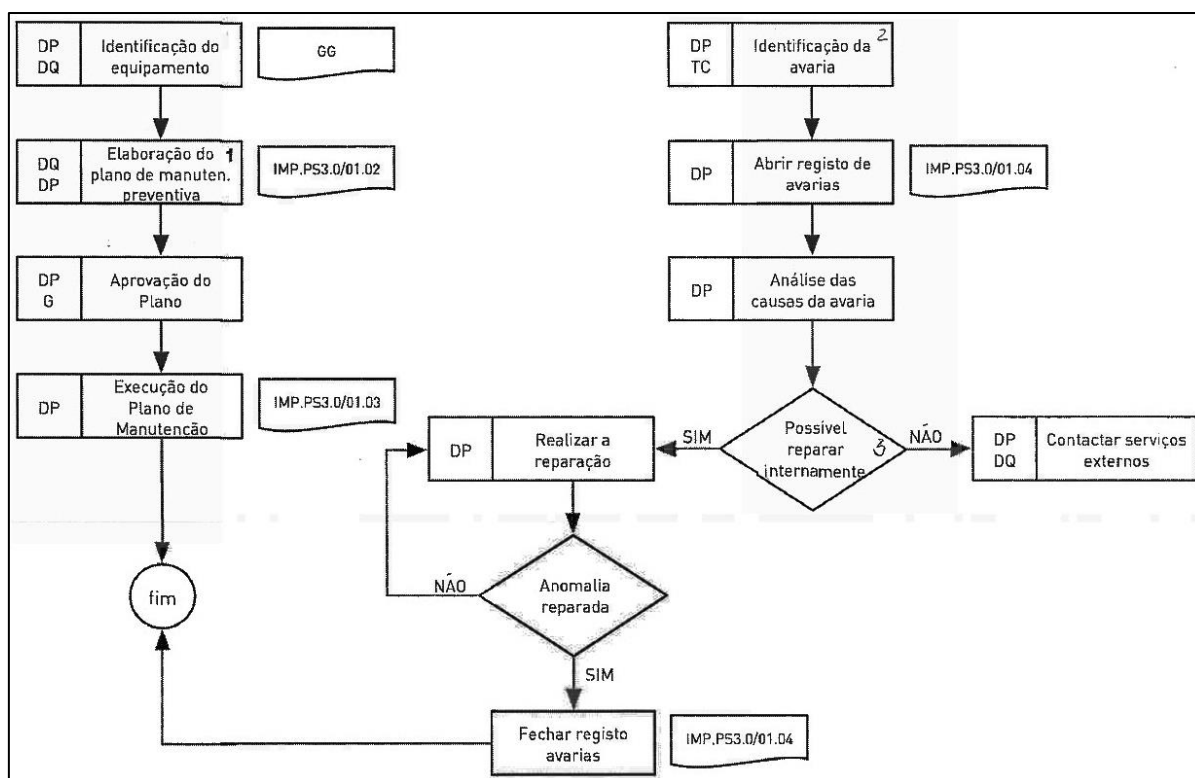 DP
DQ
Identificação do
equipamento
GG
DQ
DP
Elaboração do 1
plano de manuten.
preventiva
IMP.PS3.0/01.02
DP
G
Aprovação do
Plano
DP
Execução do
Plano de
Manutenção
IMP.PS3.0/01.03
fim
DP
TC
Identificação da 2
avaria
DP
Abrir registo de
avarias
IMP.PS3.0/01.04
DP
Análise das
causas da avaria
Possível
reparar 3
internamente
SIM
NÃO
DP
DQ
Contactar serviços
externos
DP
Realizar a
reparação
Anomalia
reparada
NÃO
SIM
Fechar registo
avarias
IMP.PS3.0/01.04